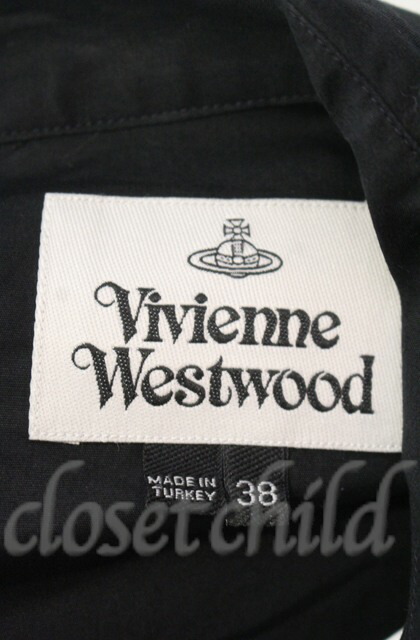 Vivienne
Westwood
MADE IN
TURKEY
38
closet child